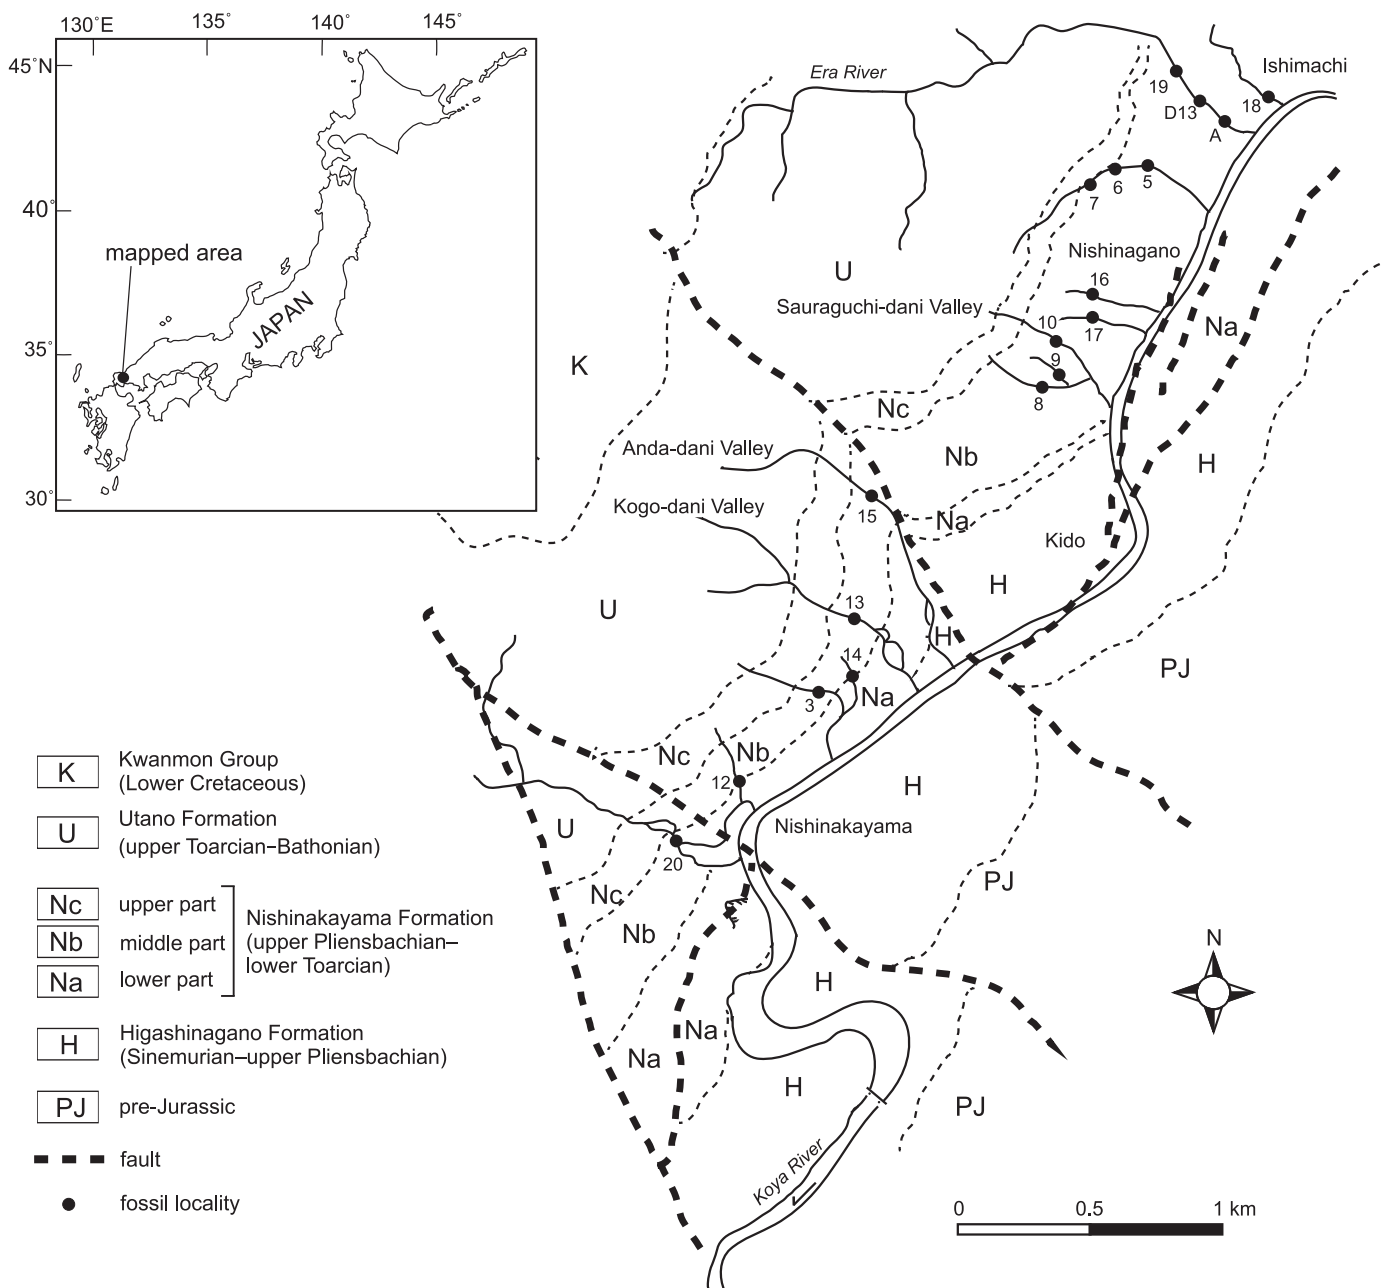 130°E
135°
140°
145°
45°N
40°
35°
30°
mapped area
JAPAN
Era River
Ishimachi
19
D13
A
18
5
6
7
Nishinagano
U
16
Sauraguchi-dani Valley
10
17
Na
9
8
K
Nc
H
Anda-dani Valley
Nb
15
Kogo-dani Valley
Na
Kido
H
U
13
H
14
PJ
3
Na
Nc
Nb
12
H
Nishinakayama
U
20
PJ
Nc
Nb
N
H
Na
Na
H
PJ
Koya River
K
Kwanmon Group
(Lower Cretaceous)
U
Utano Formation
(upper Toarcian–Bathonian)
Nc
upper part
Nb
middle part
Na
lower part
Nishinakayama Formation
(upper Pliensbachian–
lower Toarcian)
H
Higashinagano Formation
(Sinemurian–upper Pliensbachian)
PJ
pre-Jurassic
fault
fossil locality
0
0.5
1 km